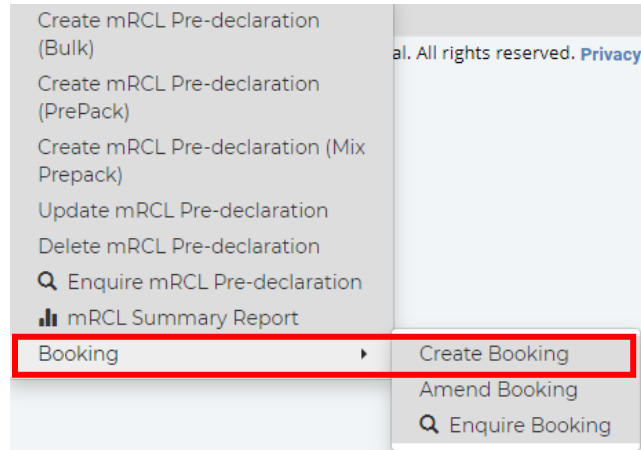 Create mRCL Pre-declaration
(Bulk)
al. All rights reserved. Privacy
Create mRCL Pre-declaration
(PrePack)
Create mRCL Pre-declaration (Mix
Prepack)
Update mRCL Pre-declaration
Delete mRCL Pre-declaration
Enquire mRCL Pre-declaration
mRCL Summary Report
Booking
Create Booking
Amend Booking
Enquire Booking